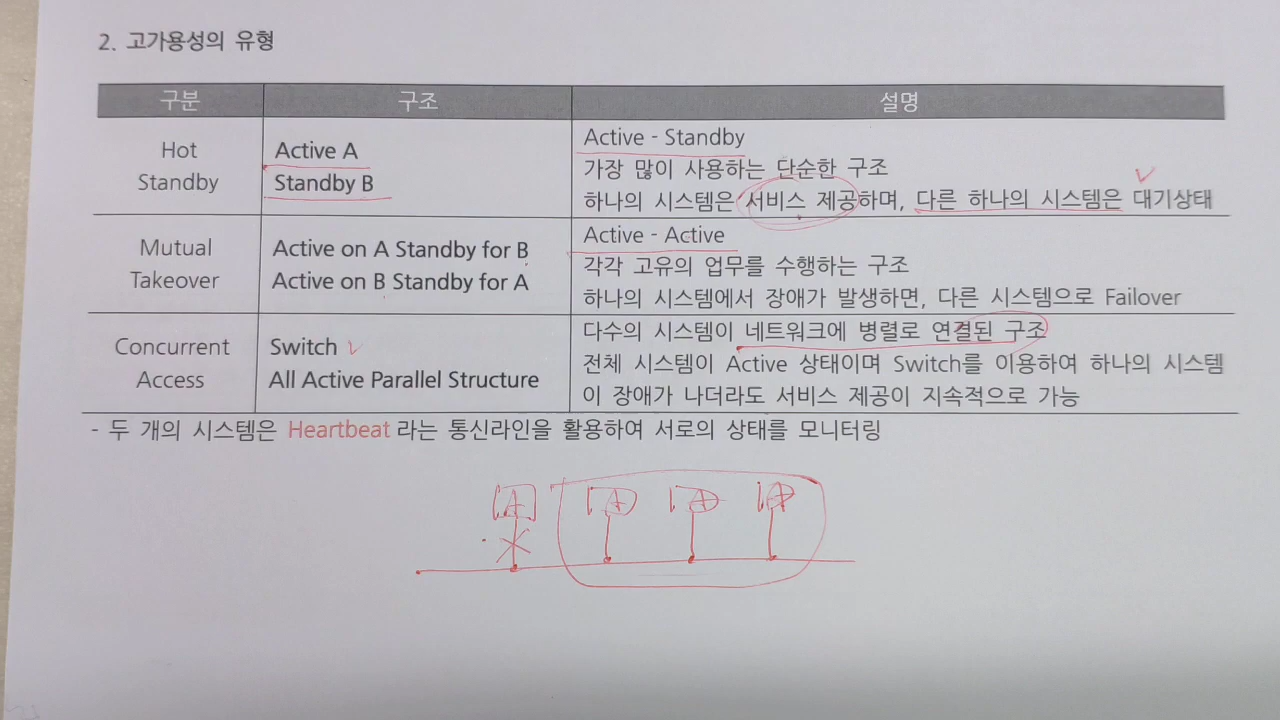 2. 고가용성의 유형
구분 구조 설명
Hot
Standby
Active A
Standby B
Active - Standby
가장 많이 사용하는 단순한 구조
하나의 시스템은 서비스 제공하며, 다른 하나의 시스템은 대기상태
Mutual
Takeover
Active on A Standby for B
Active on B Standby for A
Active - Active
각각 고유의 업무를 수행하는 구조
하나의 시스템에서 장애가 발생하면, 다른 시스템으로 Failover
Concurrent
Access
Switch
All Active Parallel Structure
다수의 시스템이 네트워크에 병렬로 연결된 구조
전체 시스템이 Active 상태이며 Switch를 이용하여 하나의 시스템
이 장애가 나더라도 서비스 제공이 지속적으로 가능
- 두 개의 시스템은 Heartbeat 라는 통신라인을 활용하여 서로의 상태를 모니터링
A A A A